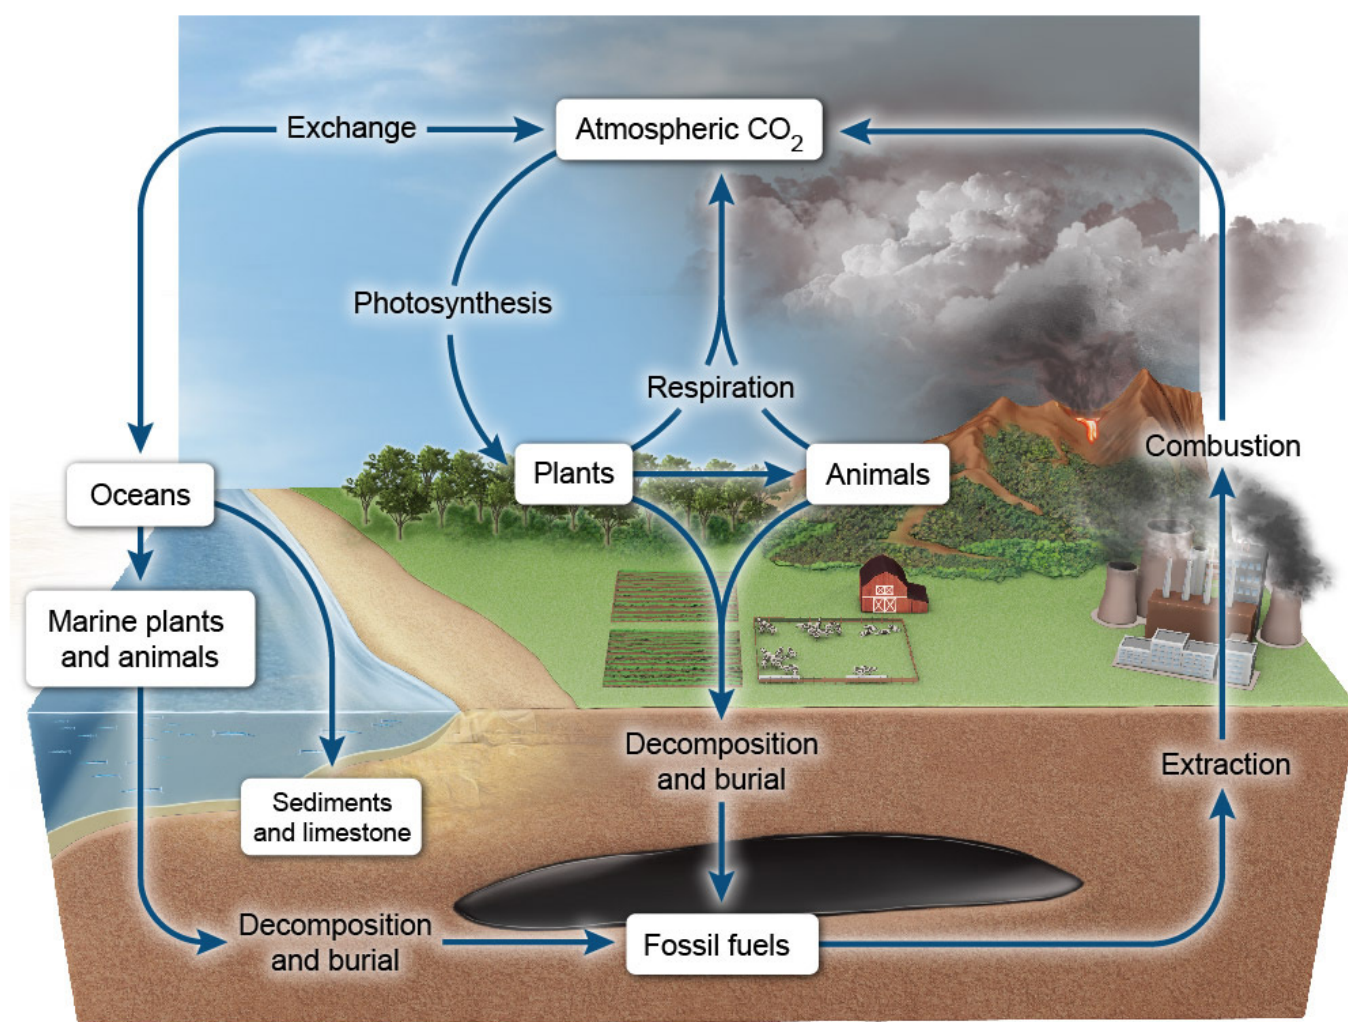 Exchange
Atmospheric CO₂
Photosynthesis
Respiration
Combustion
Plants
Animals
Oceans
Marine plants
and animals
Decomposition
and burial
Extraction
Sediments
and limestone
Decomposition
and burial
Fossil fuels